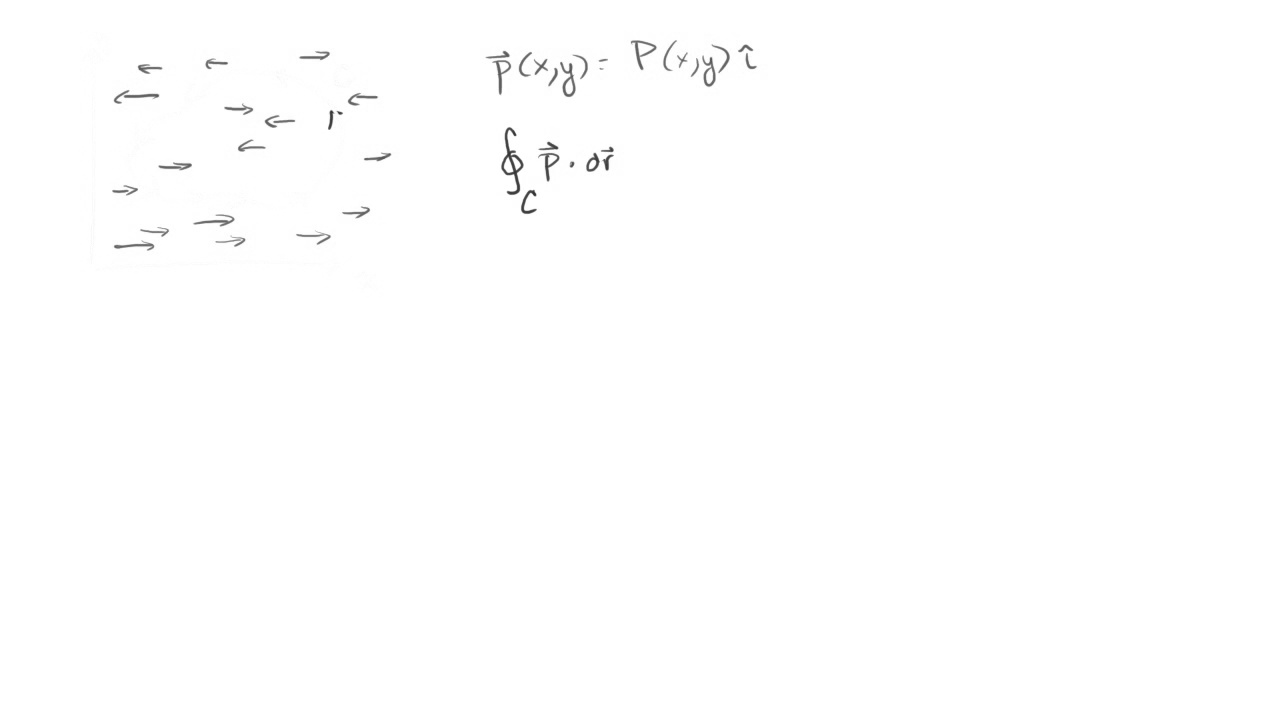 p⃗(x,y) = P(x,y) î
∮_C p⃗ · dr⃗